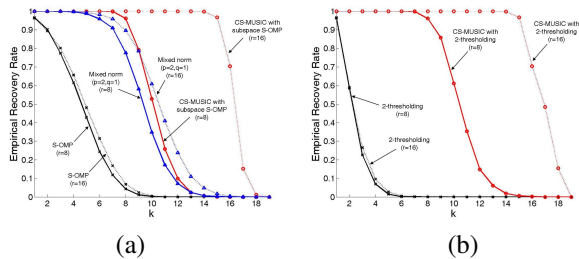 CS-MUSIC with
subspace S-OMP
(r=16)
Mixed norm
(p=2,q=1)
(r=8)
Mixed norm
(p=2,q=1)
(r=16)
CS-MUSIC with
subspace S-OMP
(r=8)
S-OMP
(r=8)
S-OMP
(r=16)
Empirical Recovery Rate
1
0.9
0.8
0.7
0.6
0.5
0.4
0.3
0.2
0.1
0
2 4 6 8 10 12 14 16 18
k
(a)
CS-MUSIC with
2-thresholding
(r=16)
CS-MUSIC with
2-thresholding
(r=8)
2-thresholding
(r=8)
2-thresholding
(r=16)
Empirical Recovery Rate
1
0.9
0.8
0.7
0.6
0.5
0.4
0.3
0.2
0.1
0
2 4 6 8 10 12 14 16 18
k
(b)